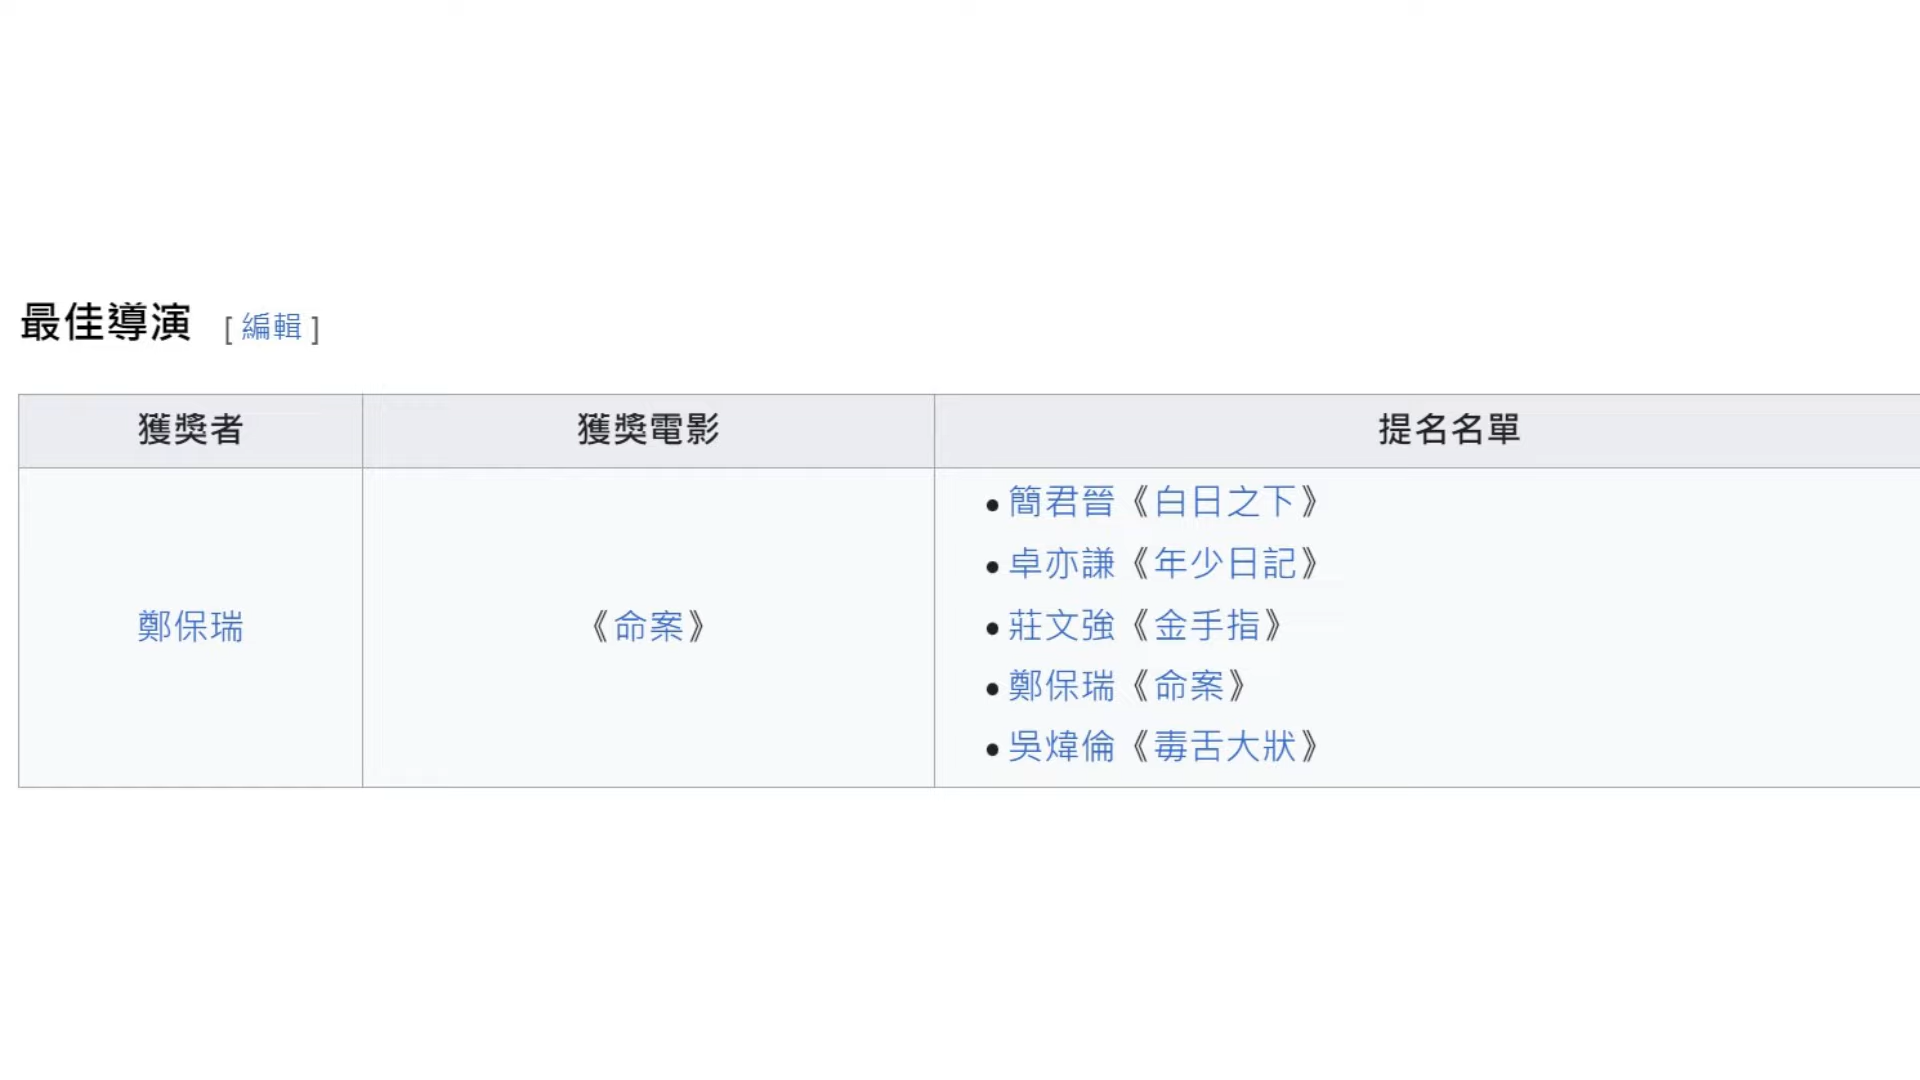 最佳導演 [編輯]
獲獎者 獲獎電影 提名名單
鄭保瑞 《命案》
• 簡君晉《白日之下》
• 卓亦謙《年少日記》
• 莊文強《金手指》
• 鄭保瑞《命案》
• 吳煒倫《毒舌大狀》